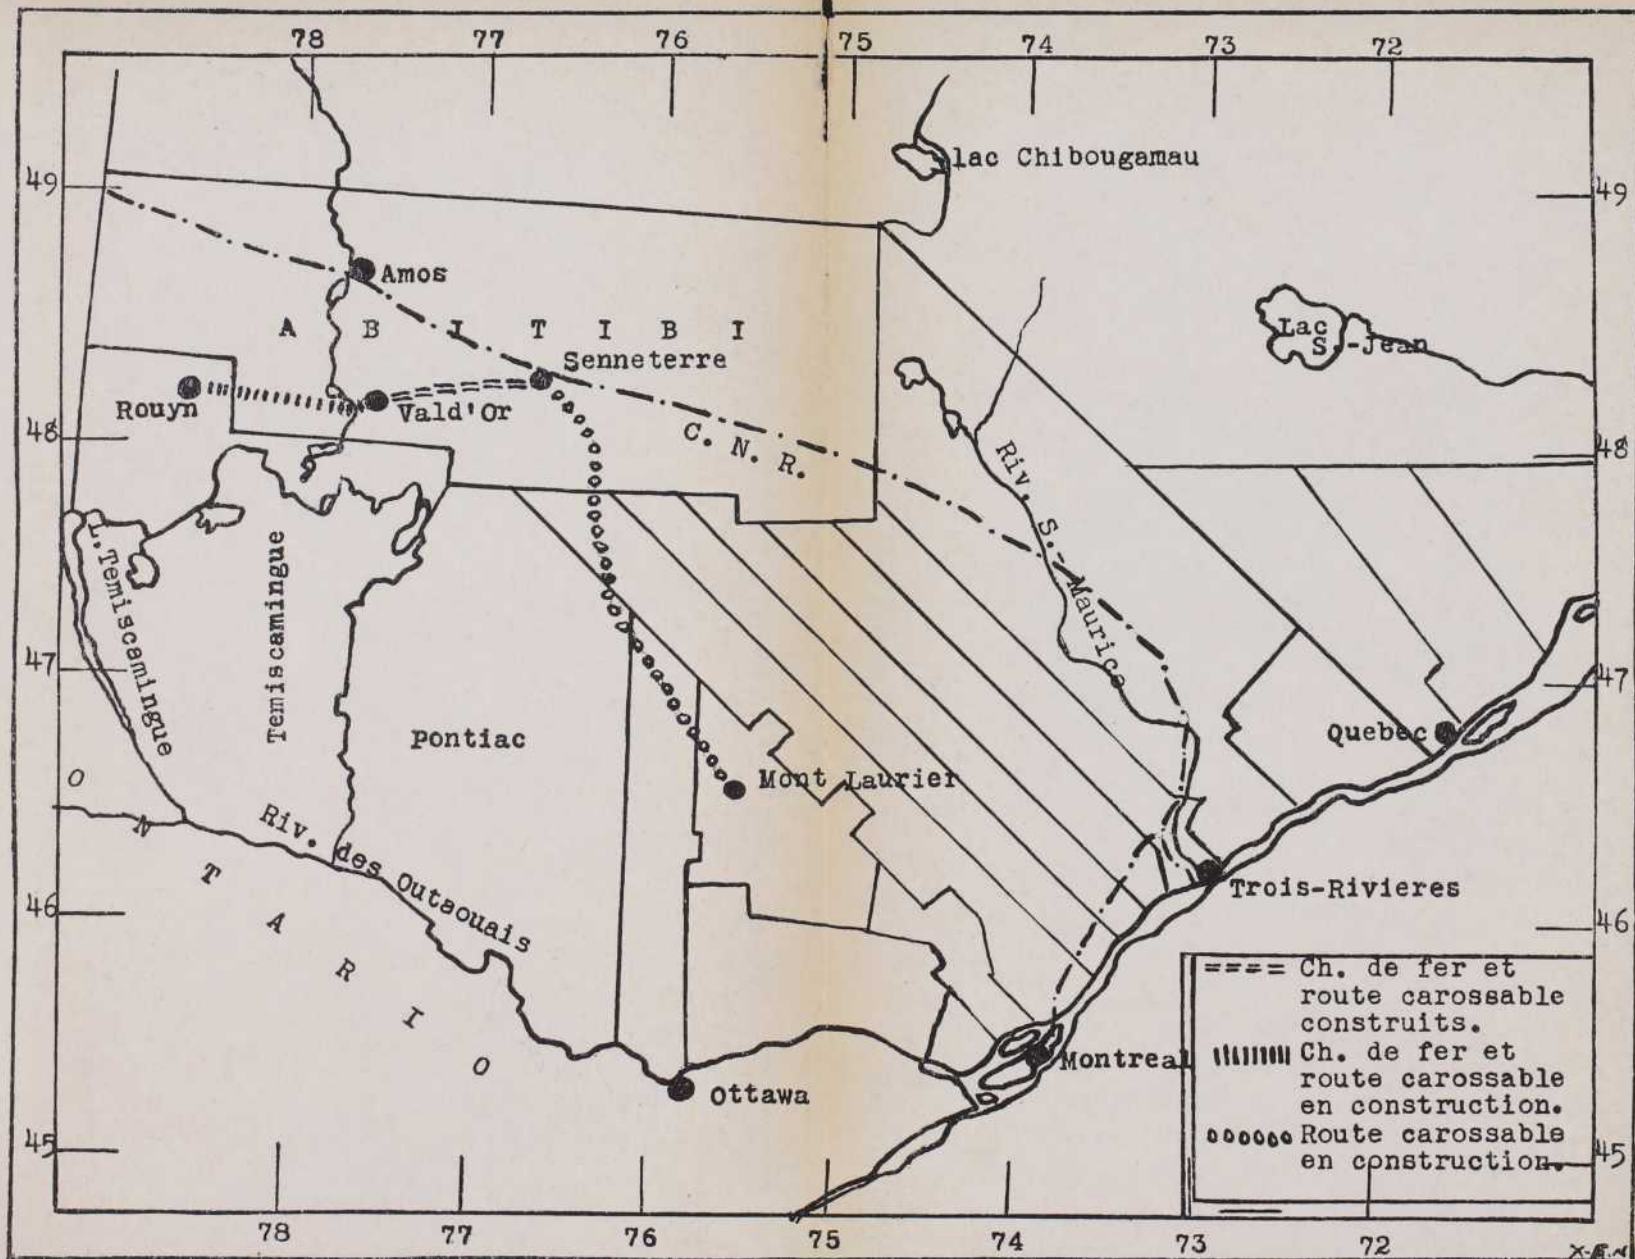 78 77 76 75 74 73 72
lac Chibougamau
49 49
Amos
A B I T I B I
Lac
S.-Jean
Senneterre
Rouyn
Vald'Or
48 48
C. N. R.
Riv. S.-Maurice
L. Temiscamingue
Temiscamingue
47 47
Pontiac
Quebec
Mont Laurier
O N T A R I O
Riv. des Outaouais
Trois-Rivieres
46 46
==== Ch. de fer et
route carossable
construits.
Ch. de fer et
route carossable
en construction.
Route carossable
en construction.
Montreal
Ottawa
45 45
78 77 76 75 74 73 72